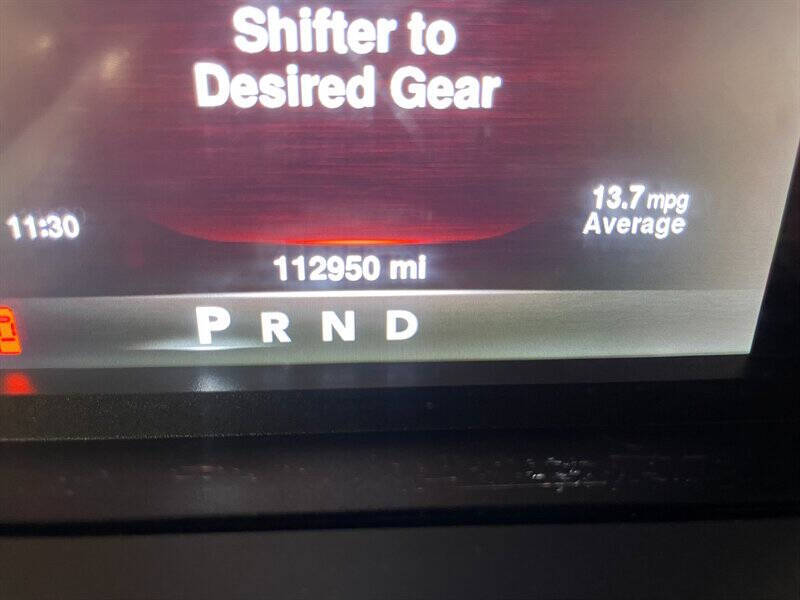 Shifter to
Desired Gear
13.7 mpg
11:30 Average
112950 mi
P R N D